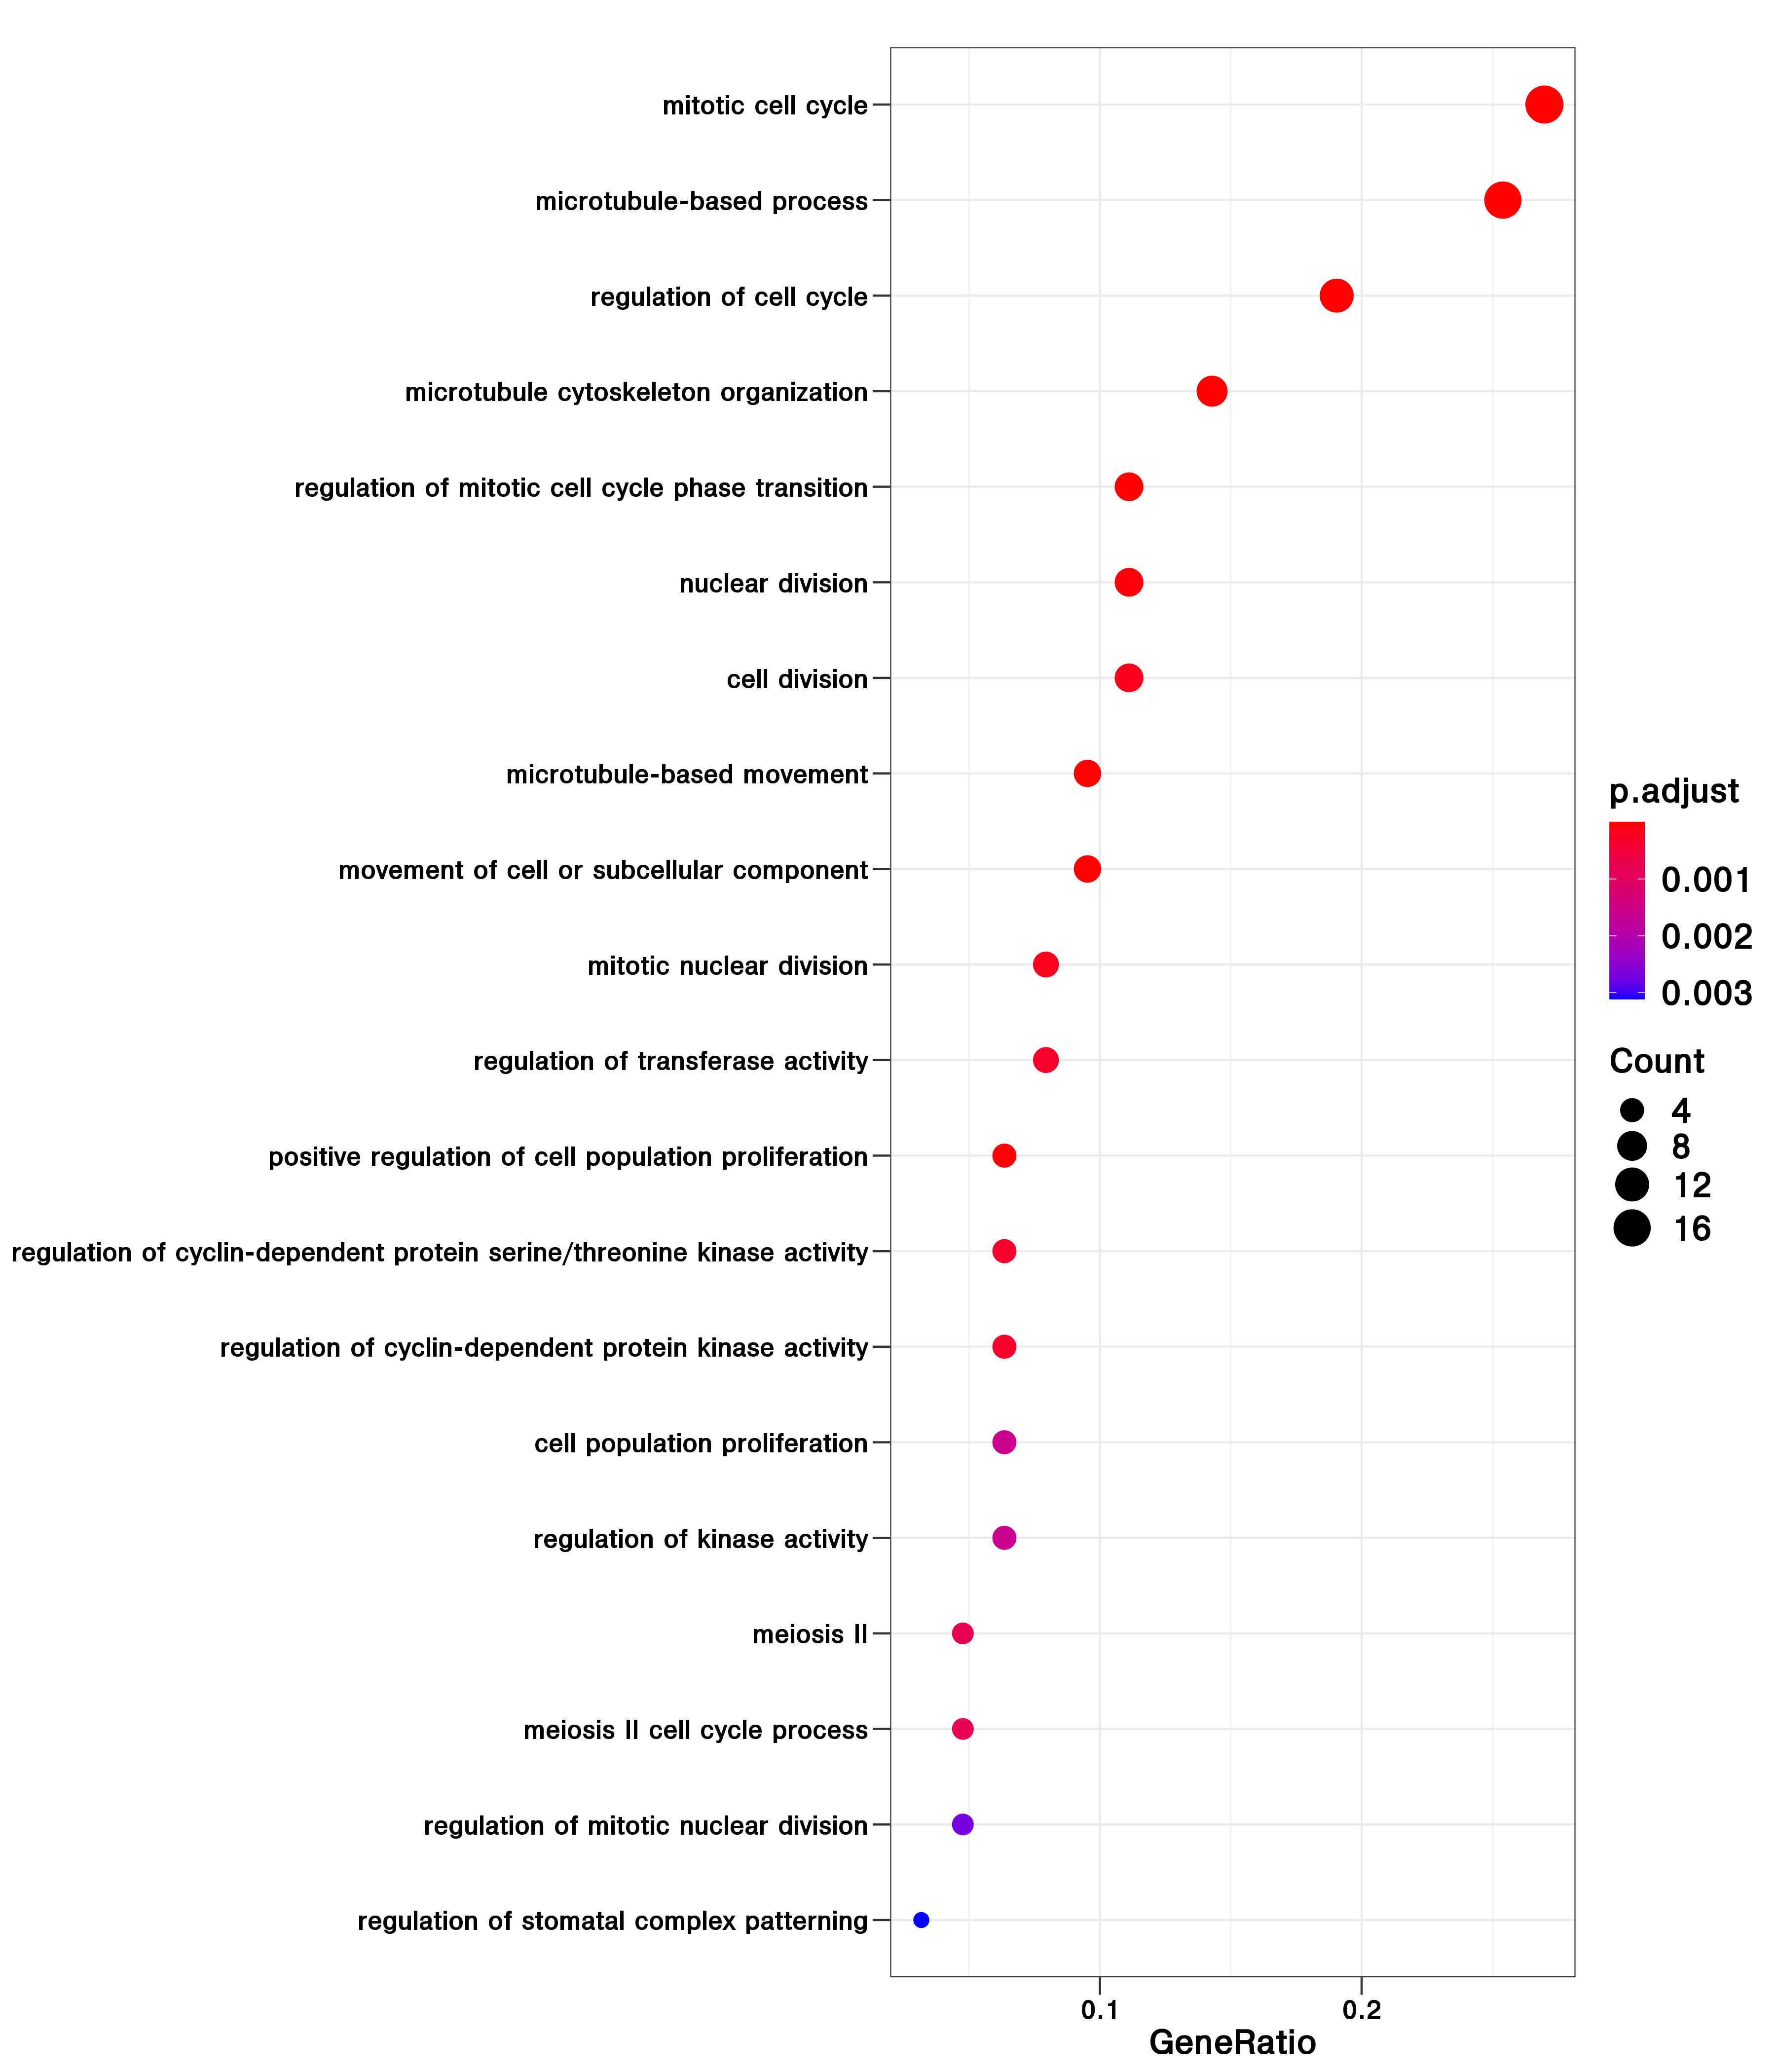 mitotic cell cycle
microtubule-based process
regulation of cell cycle
microtubule cytoskeleton organization
regulation of mitotic cell cycle phase transition
nuclear division
cell division
microtubule-based movement
movement of cell or subcellular component
mitotic nuclear division
regulation of transferase activity
positive regulation of cell population proliferation
regulation of cyclin-dependent protein serine/threonine kinase activity
regulation of cyclin-dependent protein kinase activity
cell population proliferation
regulation of kinase activity
meiosis II
meiosis II cell cycle process
regulation of mitotic nuclear division
regulation of stomatal complex patterning
0.1 0.2
GeneRatio
p.adjust
0.001
0.002
0.003
Count
4
8
12
16